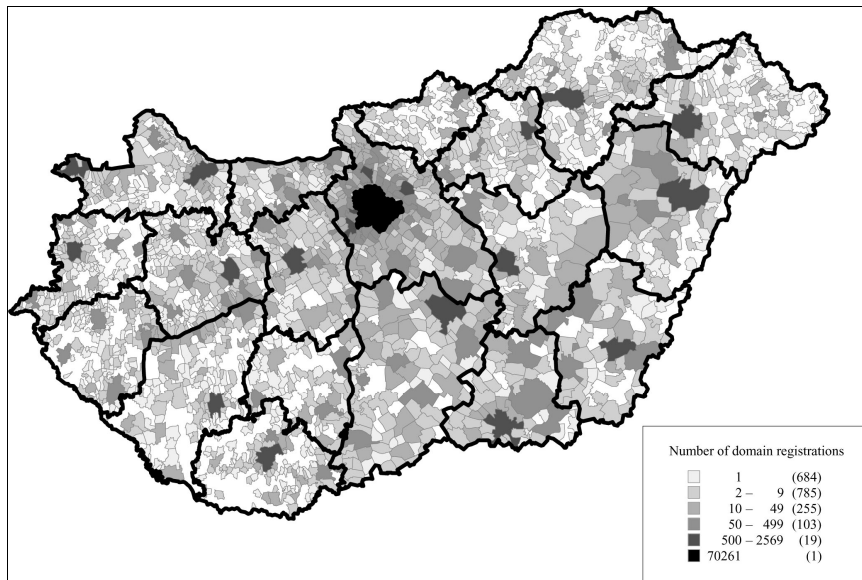 Number of domain registrations
1 (684)
2 – 9 (785)
10 – 49 (255)
50 – 499 (103)
500 – 2569 (19)
70261 (1)